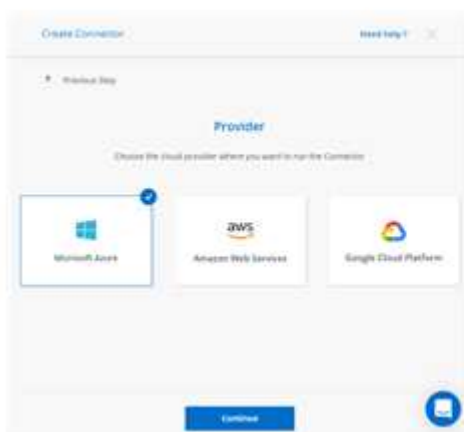 Create Connector
Need help?
Previous Step
Provider
Choose the cloud provider where you want to run the Connector
aws
Microsoft Azure
Amazon Web Services
Google Cloud Platform
Continue